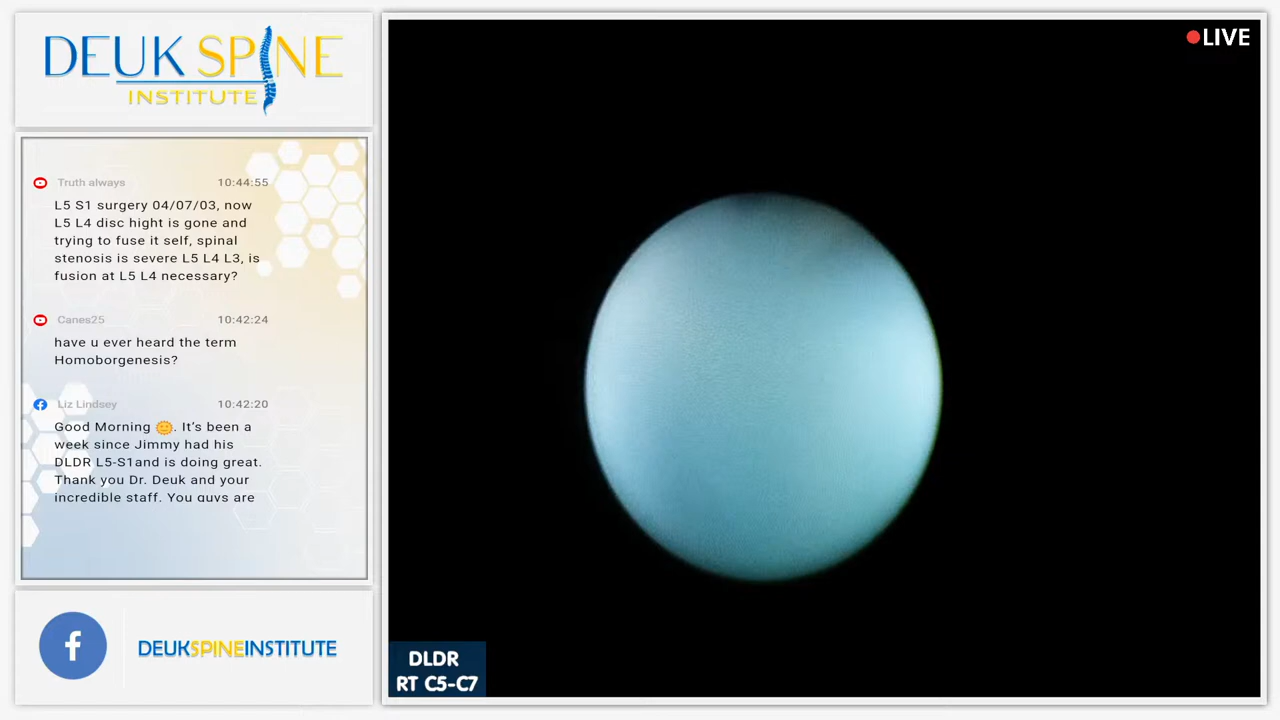 DEUK SPINE
INSTITUTE
Truth always 10:44:55
L5 S1 surgery 04/07/03, now
L5 L4 disc hight is gone and
trying to fuse it self, spinal
stenosis is severe L5 L4 L3, is
fusion at L5 L4 necessary?
Canes25 10:42:24
have u ever heard the term
Homoborgenesis?
Liz Lindsey 10:42:20
Good Morning 🌞. It's been a
week since Jimmy had his
DLDR L5-S1and is doing great.
Thank you Dr. Deuk and your
incredible staff. You guys are
f
DEUKSPINEINSTITUTE
LIVE
DLDR
RT C5-C7